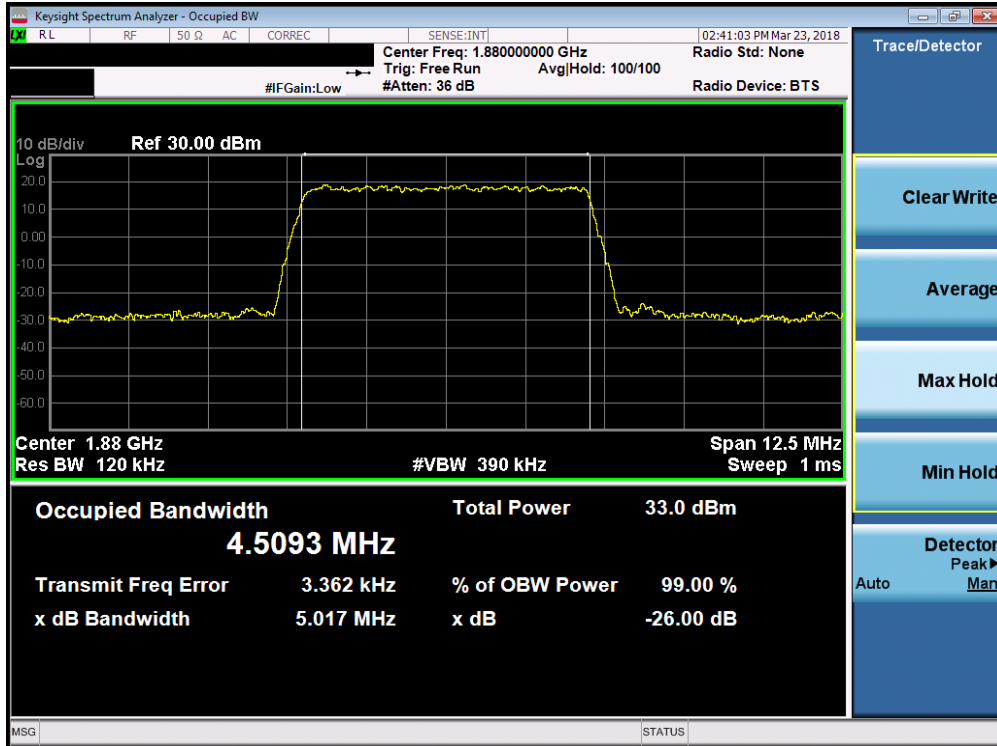 Keysight Spectrum Analyzer - Occupied BW
LXI RL RF 50 Ω AC CORREC SENSE:INT 02:41:03 PM Mar 23, 2018
Center Freq: 1.880000000 GHz Radio Std: None
Trig: Free Run Avg|Hold: 100/100
#IFGain:Low #Atten: 36 dB Radio Device: BTS
10 dB/div Ref 30.00 dBm
Log
20.0
10.0
0.00
-10.0
-20.0
-30.0
-40.0
-50.0
-60.0
Center 1.88 GHz Span 12.5 MHz
Res BW 120 kHz #VBW 390 kHz Sweep 1 ms
Occupied Bandwidth Total Power 33.0 dBm
4.5093 MHz
Transmit Freq Error 3.362 kHz % of OBW Power 99.00 %
x dB Bandwidth 5.017 MHz x dB -26.00 dB
MSG STATUS
Trace/Detector
Clear Write
Average
Max Hold
Min Hold
Detector
Peak▶
Auto Man